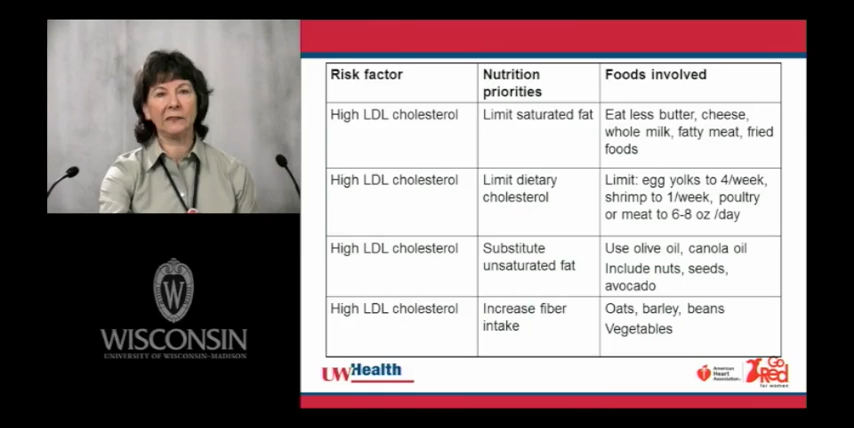 Risk factor
Nutrition
priorities
Foods involved
High LDL cholesterol
Limit saturated fat
Eat less butter, cheese,
whole milk, fatty meat, fried
foods
High LDL cholesterol
Limit dietary
cholesterol
Limit: egg yolks to 4/week,
shrimp to 1/week, poultry
or meat to 6-8 oz /day
High LDL cholesterol
Substitute
unsaturated fat
Use olive oil, canola oil
Include nuts, seeds,
avocado
High LDL cholesterol
Increase fiber
intake
Oats, barley, beans
Vegetables
W
WISCONSIN
UNIVERSITY OF WISCONSIN–MADISON
UWHealth
American
Heart
Association
Go
Red
for women